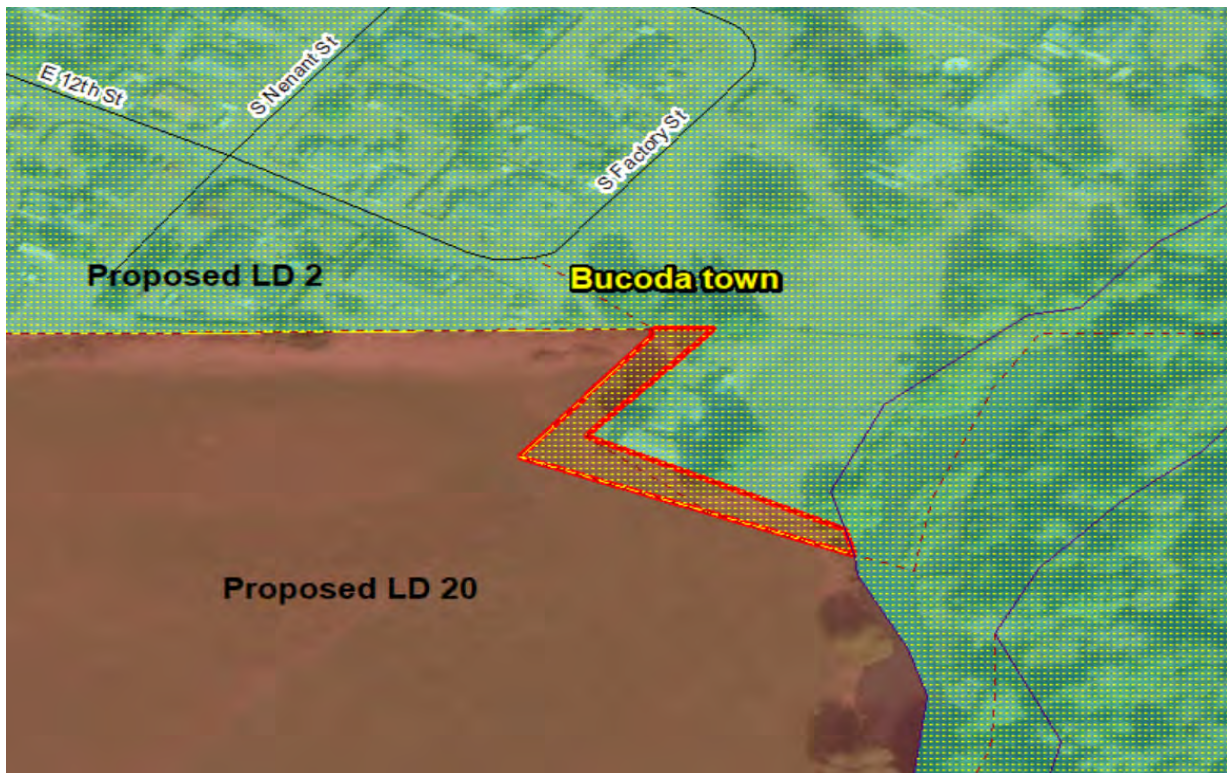 E 12th St
S Nenant St
S Factory St
Proposed LD 2
Bucoda town
Proposed LD 20